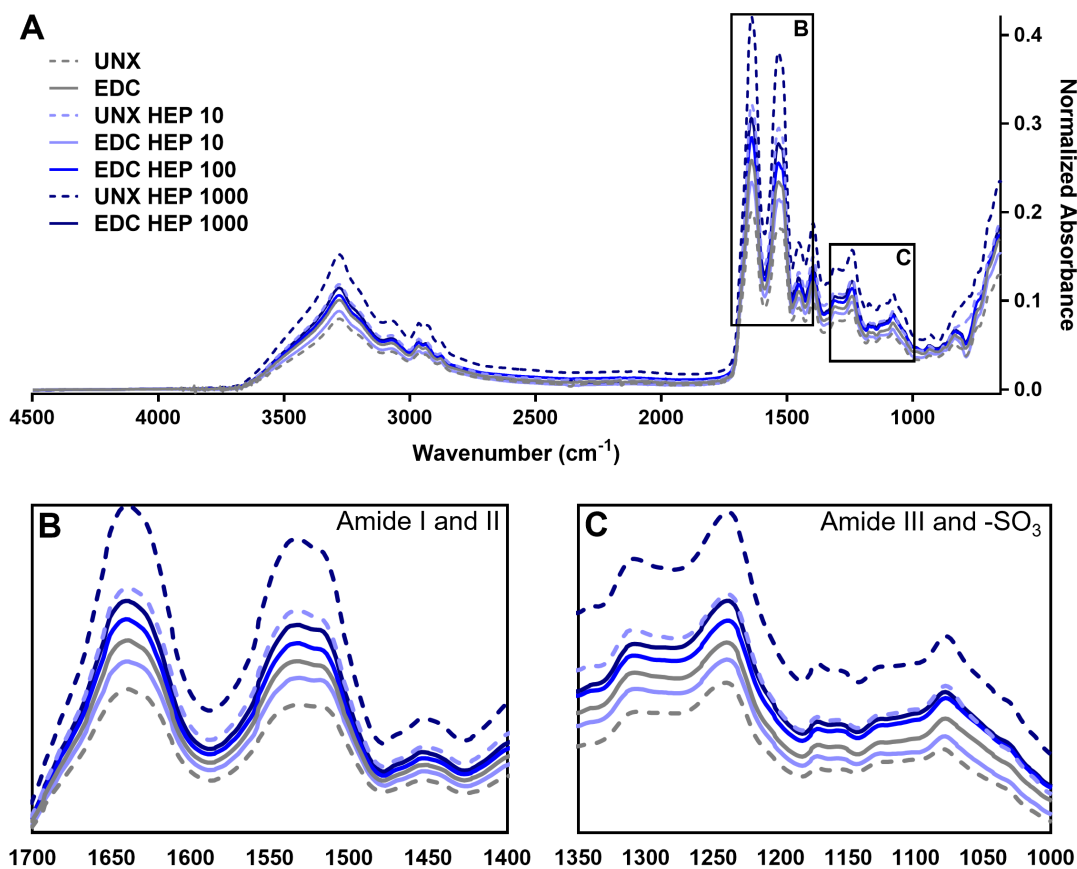 A
UNX
EDC
UNX HEP 10
EDC HEP 10
EDC HEP 100
UNX HEP 1000
EDC HEP 1000
B
C
0.4
0.3
0.2
0.1
0.0
Normalized Absorbance
4500 4000 3500 3000 2500 2000 1500 1000
Wavenumber (cm⁻¹)
B
Amide I and II
1700 1650 1600 1550 1500 1450 1400
C
Amide III and -SO₃
1350 1300 1250 1200 1150 1100 1050 1000